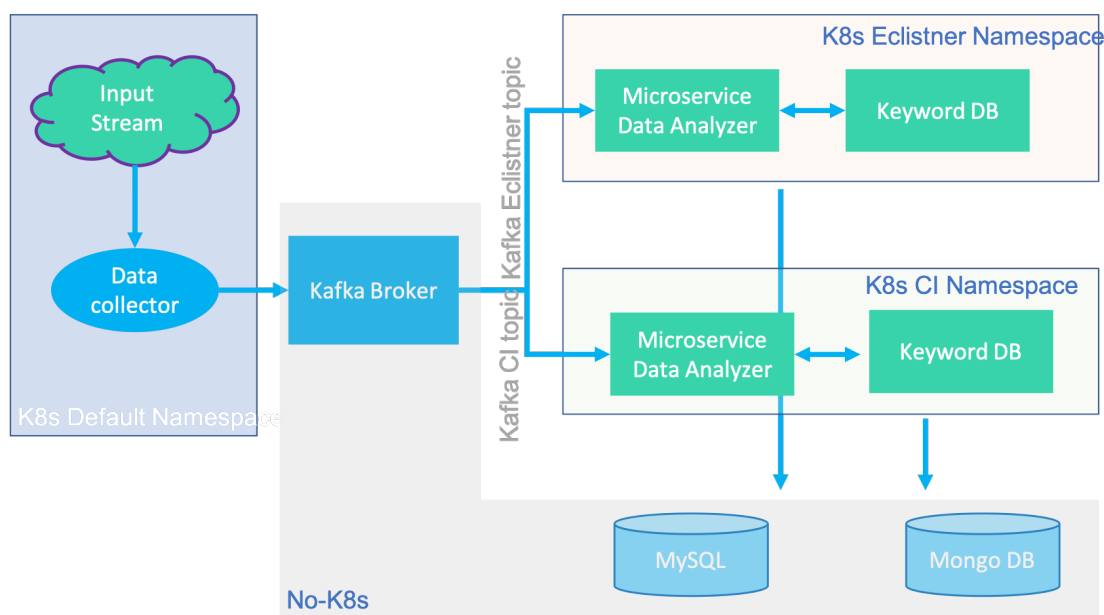 Input
Stream
Data
collector
K8s Default Namespace
Kafka Broker
Kafka CI topic Kafka Eclistner topic
K8s Eclistner Namespace
Microservice
Data Analyzer
Keyword DB
K8s CI Namespace
Microservice
Data Analyzer
Keyword DB
MySQL
Mongo DB
No-K8s